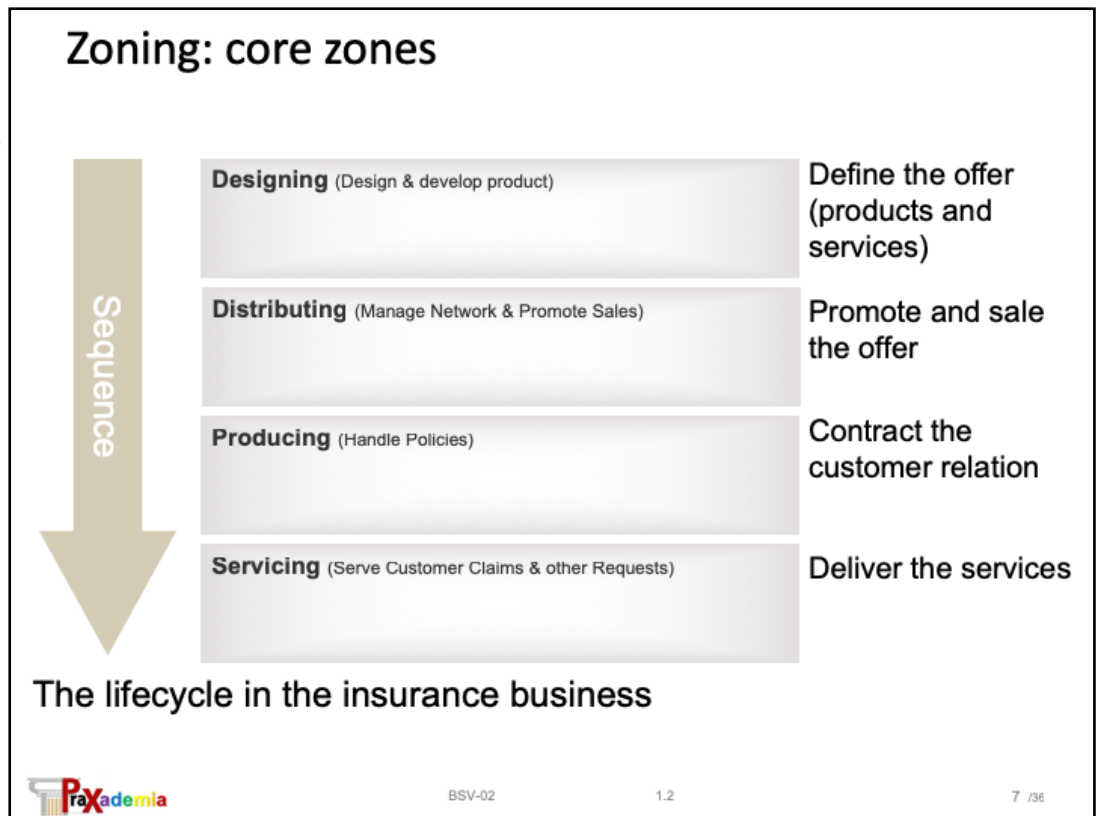 Zoning: core zones
Sequence
Designing (Design & develop product)
Define the offer
(products and
services)
Distributing (Manage Network & Promote Sales)
Promote and sale
the offer
Producing (Handle Policies)
Contract the
customer relation
Servicing (Serve Customer Claims & other Requests)
Deliver the services
The lifecycle in the insurance business
PraXademia
BSV-02
1.2
7 /36